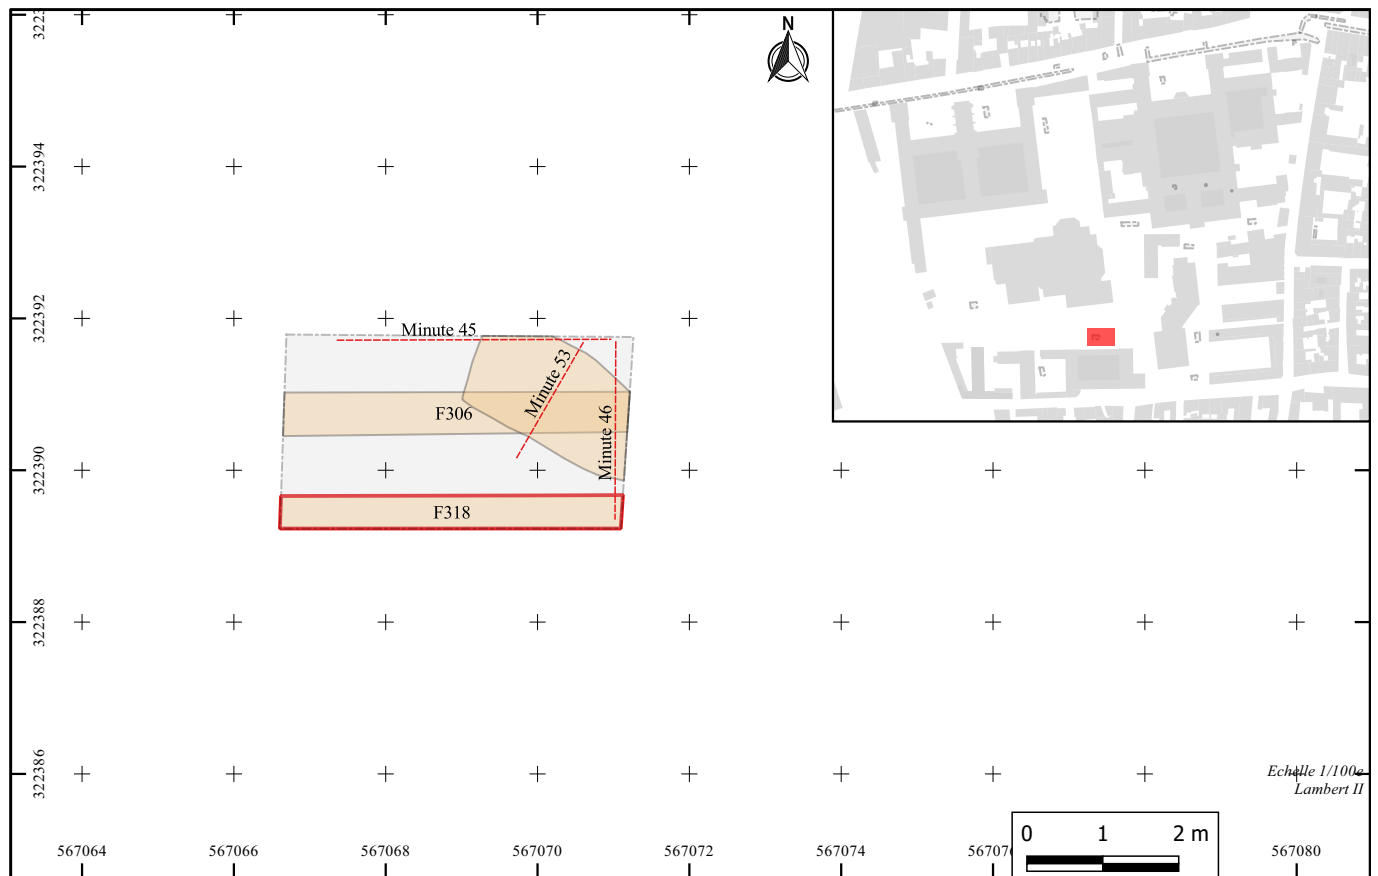 N
322394
322392
Minute 45
Minute 53
Minute 46
F306
322390
F318
322388
322386
Echelle 1/100e
Lambert II
0 1 2 m
567064 567066 567068 567070 567072 567074 567080